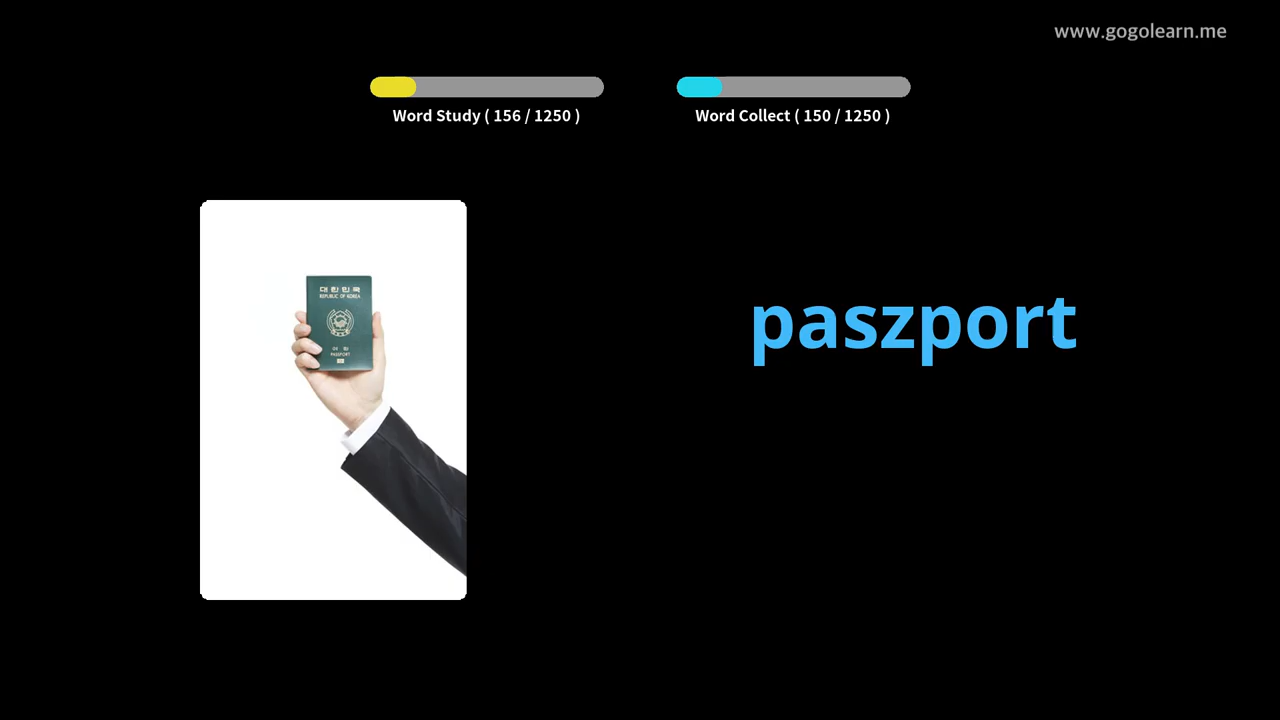 www.gogolearn.me
Word Study ( 156 / 1250 )
Word Collect ( 150 / 1250 )
대한민국
REPUBLIC OF KOREA
여 권
PASSPORT
paszport